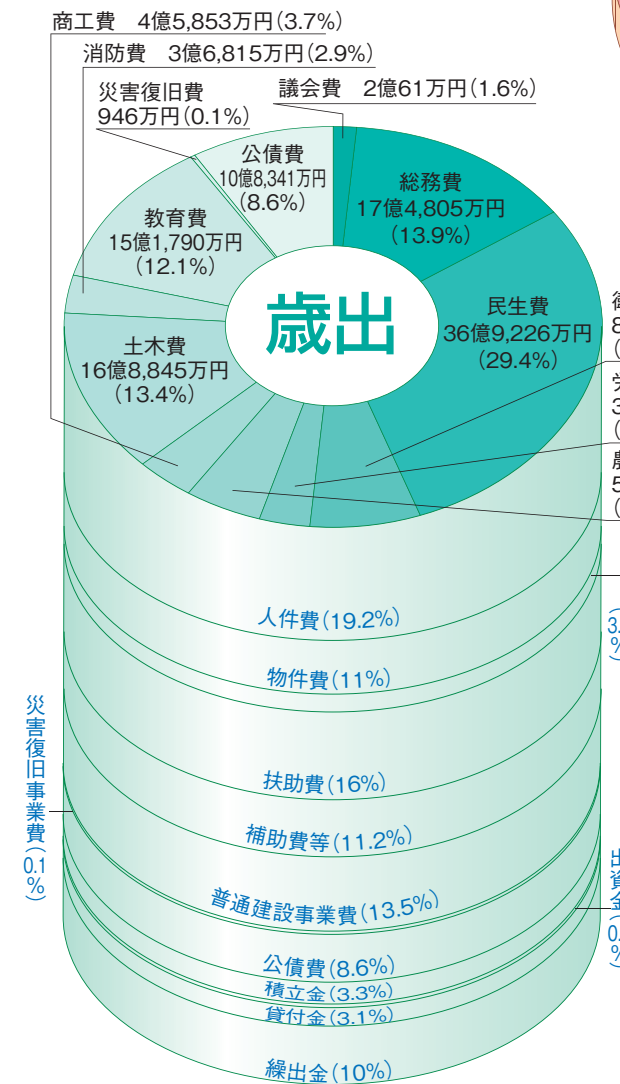 商工費 4億5,853万円(3.7%)
消防費 3億6,815万円(2.9%)
災害復旧費
946万円(0.1%)
議会費 2億61万円(1.6%)
公債費
10億8,341万円
(8.6%)
総務費
17億4,805万円
(13.9%)
教育費
15億1,790万円
(12.1%)
民生費
36億9,226万円
(29.4%)
歳出
土木費
16億8,845万円
(13.4%)
8
(
3
(
農
5
(
人件費(19.2%)
(3.
%)
物件費(11%)
扶助費(16%)
災害復旧事業費(0.1%)
補助費等(11.2%)
普通建設事業費(13.5%)
出資金(0.
%)
公債費(8.6%)
積立金(3.3%)
貸付金(3.1%)
繰出金(10%)